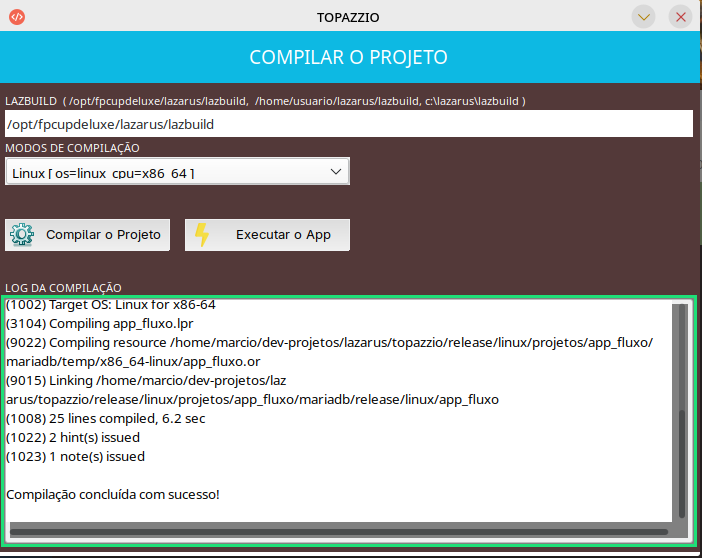 TOPAZZIO
COMPILAR O PROJETO
LAZBUILD ( /opt/fpcupdeluxe/lazarus/lazbuild, /home/usuario/lazarus/lazbuild, c:\lazarus\lazbuild )
/opt/fpcupdeluxe/lazarus/lazbuild
MODOS DE COMPILAÇÃO
Linux [ os=linux cpu=x86_64 ]
Compilar o Projeto
Executar o App
LOG DA COMPILAÇÃO
(1002) Target OS: Linux for x86-64
(3104) Compiling app_fluxo.lpr
(9022) Compiling resource /home/marcio/dev-projetos/lazarus/topazzio/release/linux/projetos/app_fluxo/
mariadb/temp/x86_64-linux/app_fluxo.or
(9015) Linking /home/marcio/dev-projetos/laz
arus/topazzio/release/linux/projetos/app_fluxo/mariadb/release/linux/app_fluxo
(1008) 25 lines compiled, 6.2 sec
(1022) 2 hint(s) issued
(1023) 1 note(s) issued
Compilação concluída com sucesso!